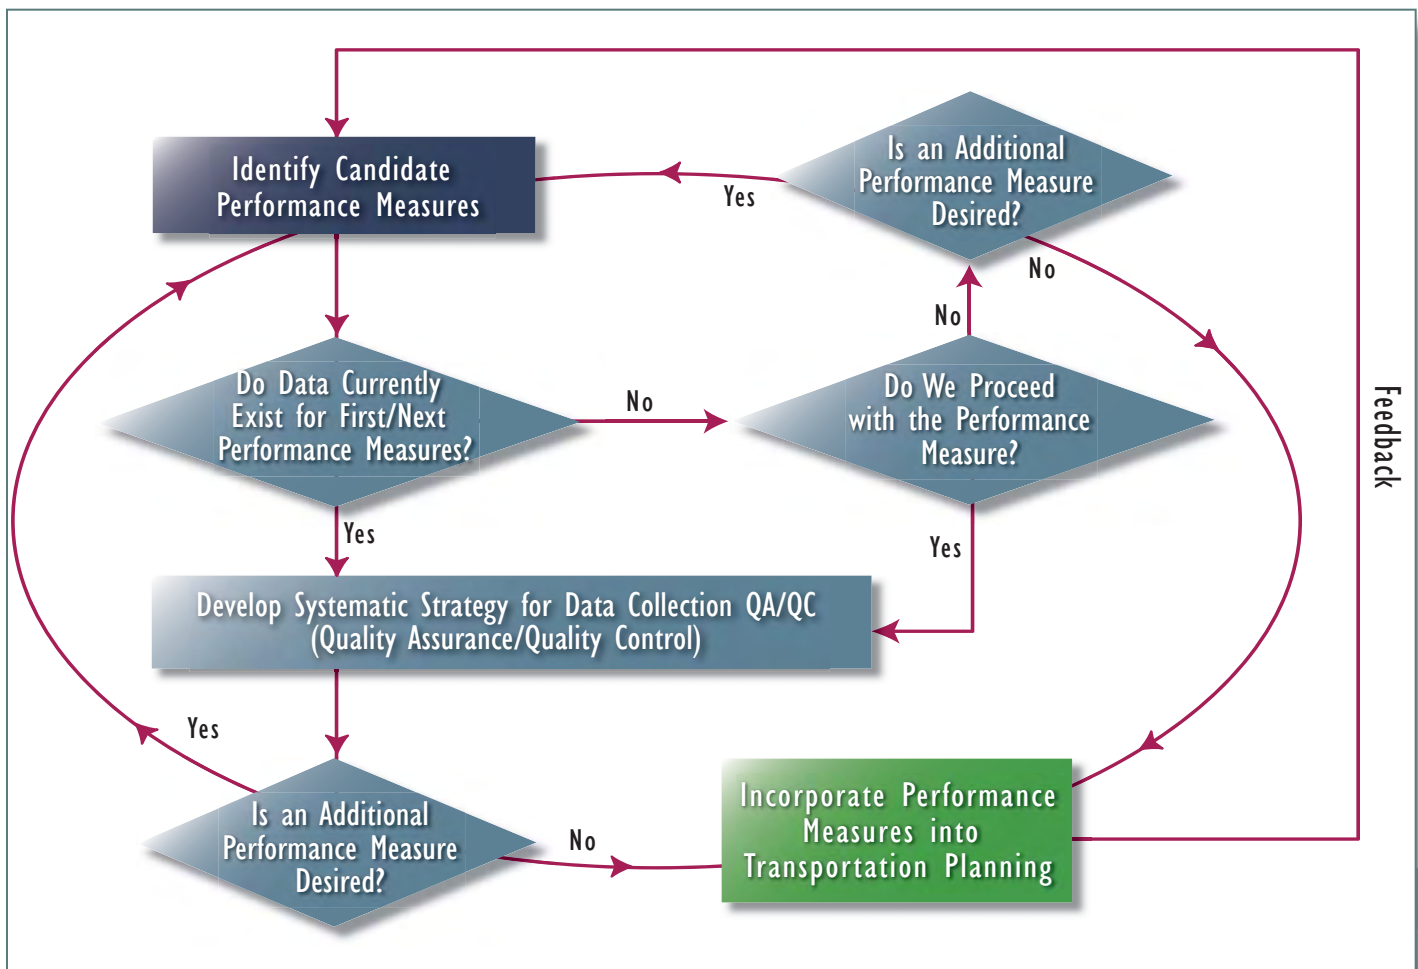 Identify Candidate
Performance Measures
Is an Additional
Performance Measure
Desired?
Yes
No
No
Do Data Currently
Exist for First/Next
Performance Measures?
No
Do We Proceed
with the Performance
Measure?
Feedback
Yes
Yes
Develop Systematic Strategy for Data Collection QA/QC
(Quality Assurance/Quality Control)
Yes
Is an Additional
Performance Measure
Desired?
No
Incorporate Performance
Measures into
Transportation Planning